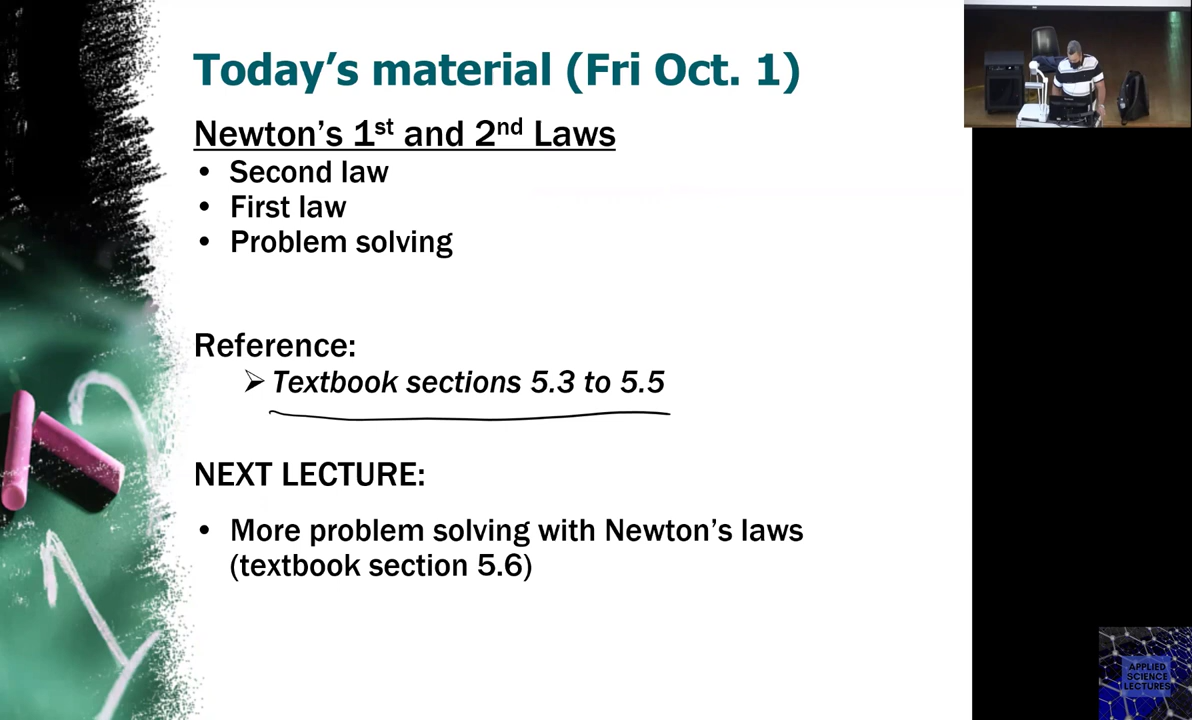 Today's material (Fri Oct. 1)
Newton's 1st and 2nd Laws
• Second law
• First law
• Problem solving
Reference:
➢ Textbook sections 5.3 to 5.5
NEXT LECTURE:
• More problem solving with Newton's laws
(textbook section 5.6)
APPLIED
SCIENCE
LECTURES